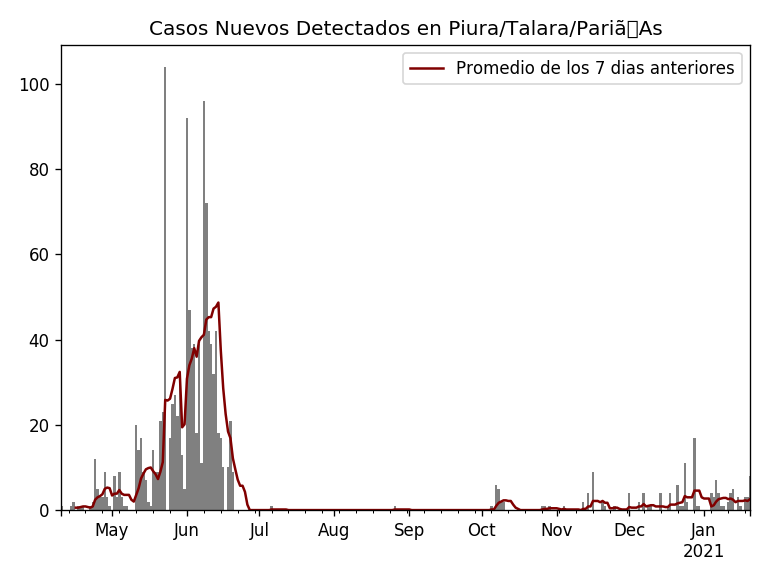 Casos Nuevos Detectados en Piura/Talara/Pariã□As
Promedio de los 7 dias anteriores
100
80
60
40
20
0
May Jun Jul Aug Sep Oct Nov Dec Jan
2021